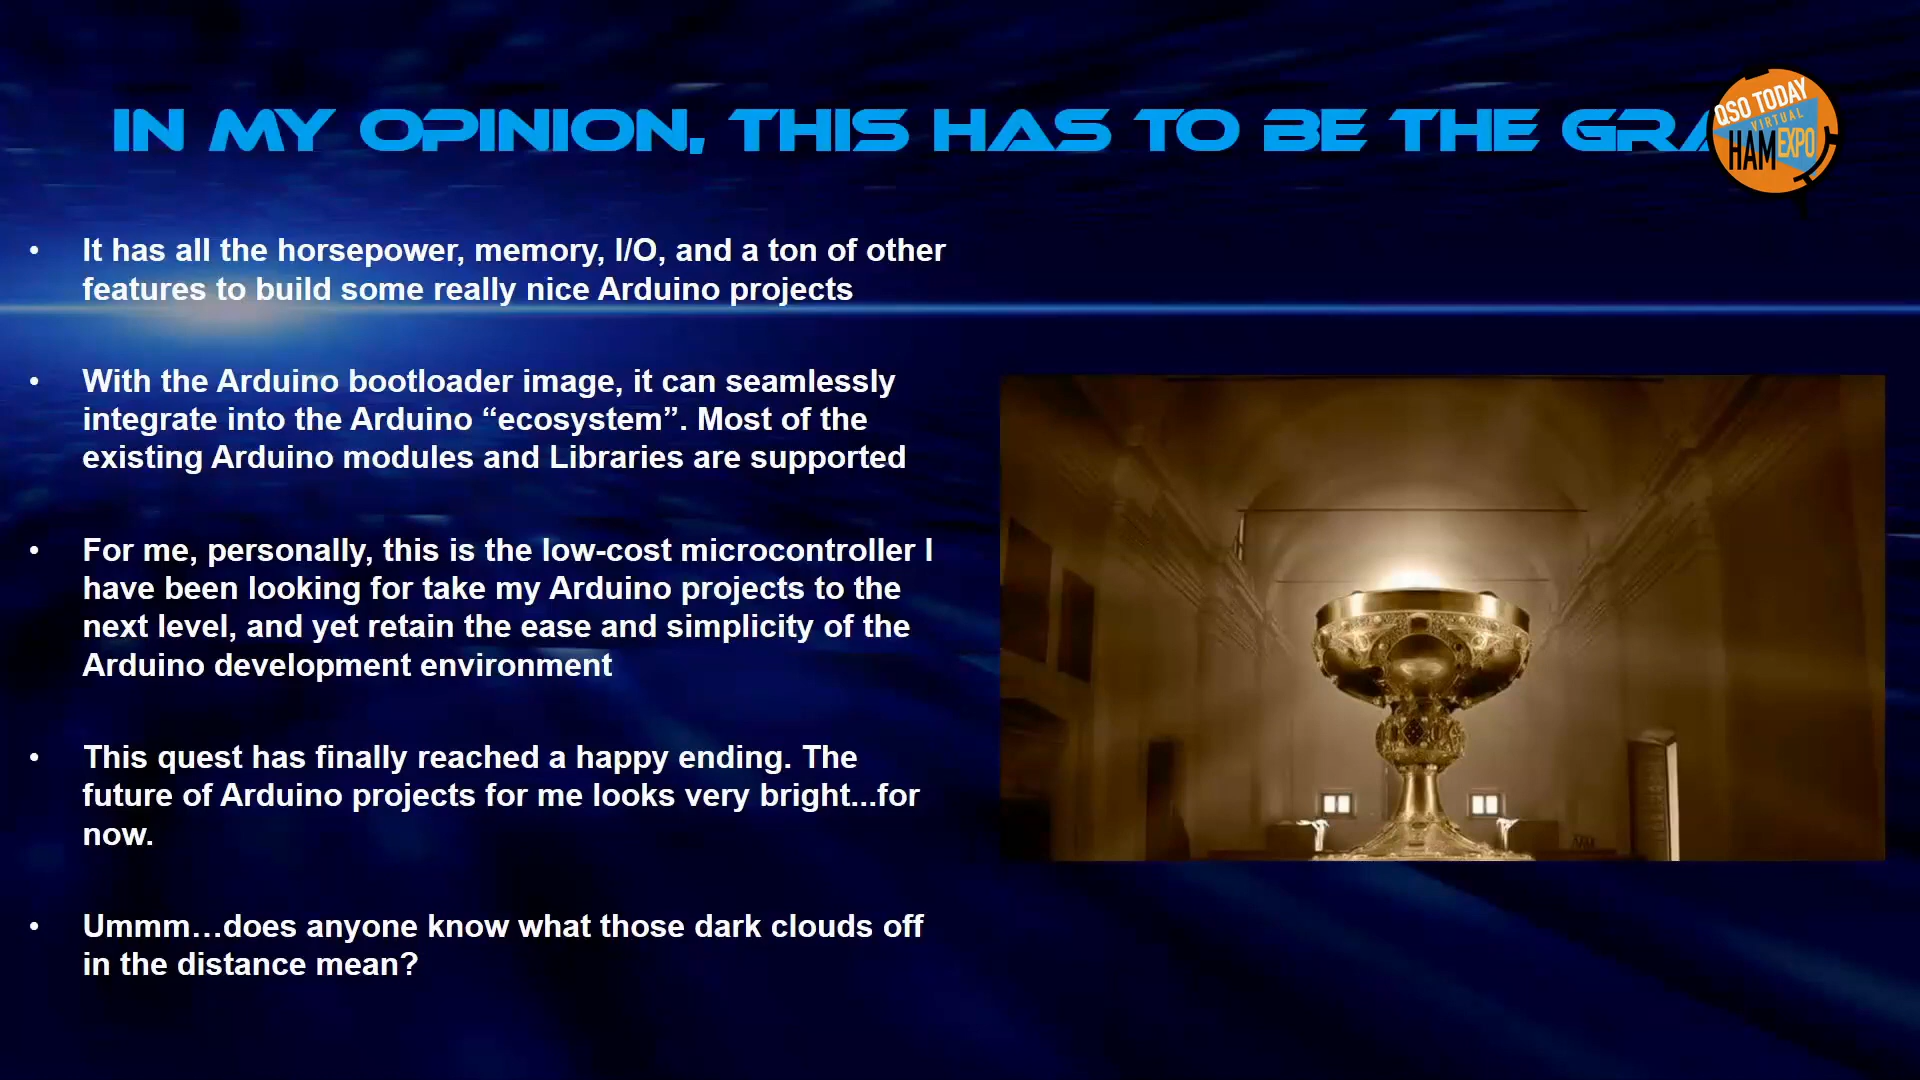 IN MY OPINION, THIS HAS TO BE THE GRA
QSO TODAY
VIRTUAL
HAM EXPO
• It has all the horsepower, memory, I/O, and a ton of other
features to build some really nice Arduino projects
• With the Arduino bootloader image, it can seamlessly
integrate into the Arduino “ecosystem”. Most of the
existing Arduino modules and Libraries are supported
• For me, personally, this is the low-cost microcontroller I
have been looking for take my Arduino projects to the
next level, and yet retain the ease and simplicity of the
Arduino development environment
• This quest has finally reached a happy ending. The
future of Arduino projects for me looks very bright...for
now.
• Ummm…does anyone know what those dark clouds off
in the distance mean?